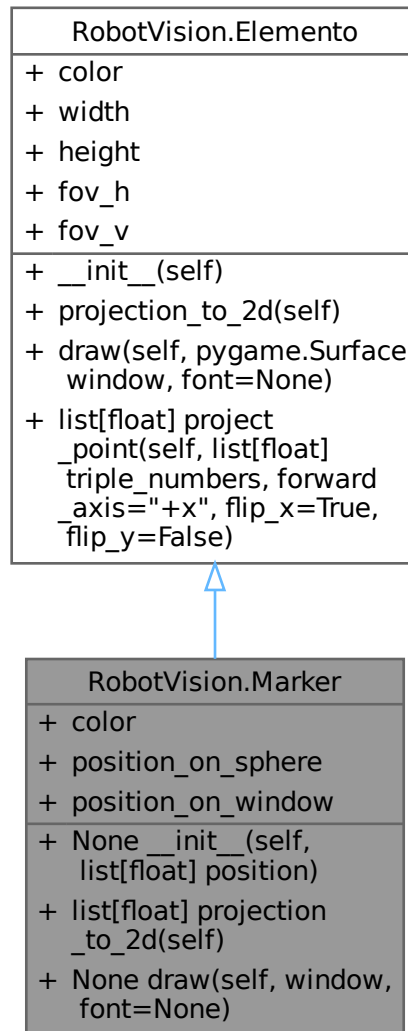 RobotVision.Elemento
+ color
+ width
+ height
+ fov_h
+ fov_v
+ __init__(self)
+ projection_to_2d(self)
+ draw(self, pygame.Surface
window, font=None)
+ list[float] project
_point(self, list[float]
triple_numbers, forward
_axis="+x", flip_x=True,
flip_y=False)
RobotVision.Marker
+ color
+ position_on_sphere
+ position_on_window
+ None __init__(self,
list[float] position)
+ list[float] projection
_to_2d(self)
+ None draw(self, window,
font=None)